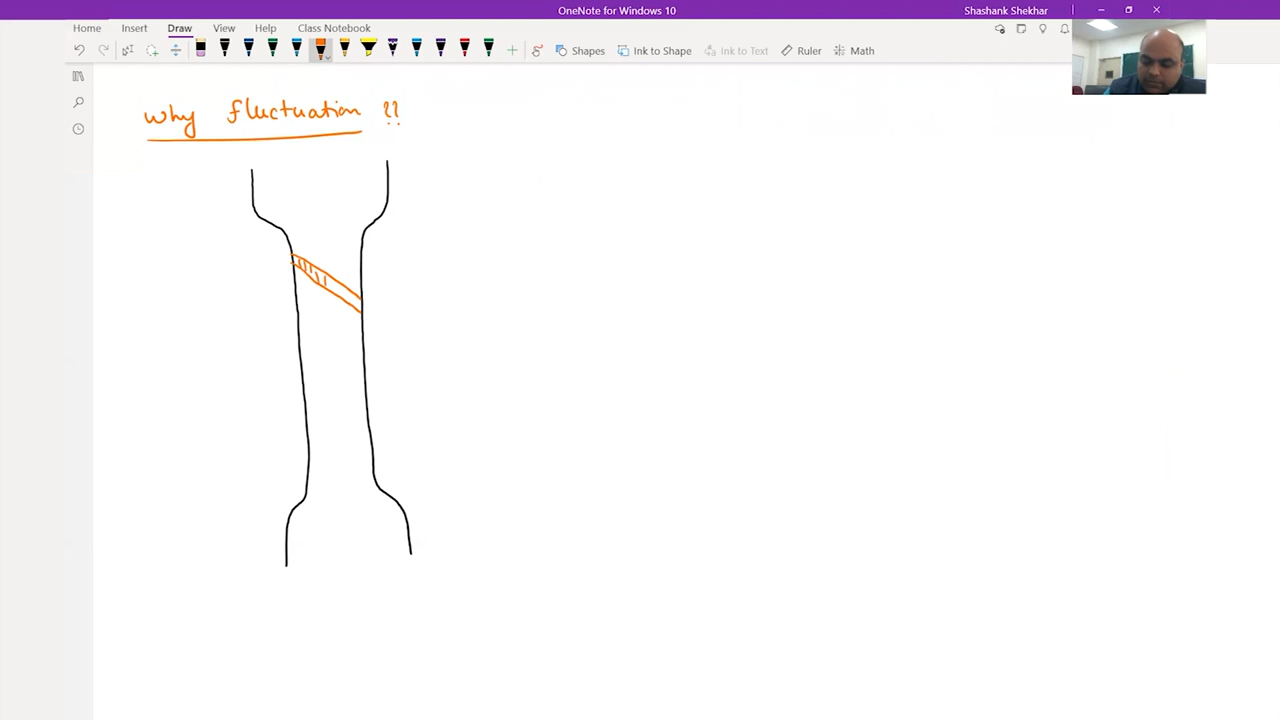 OneNote for Windows 10
Shashank Shekhar
Home Insert Draw View Help Class Notebook
Shapes Ink to Shape Ink to Text Ruler Math
Why fluctuation ??